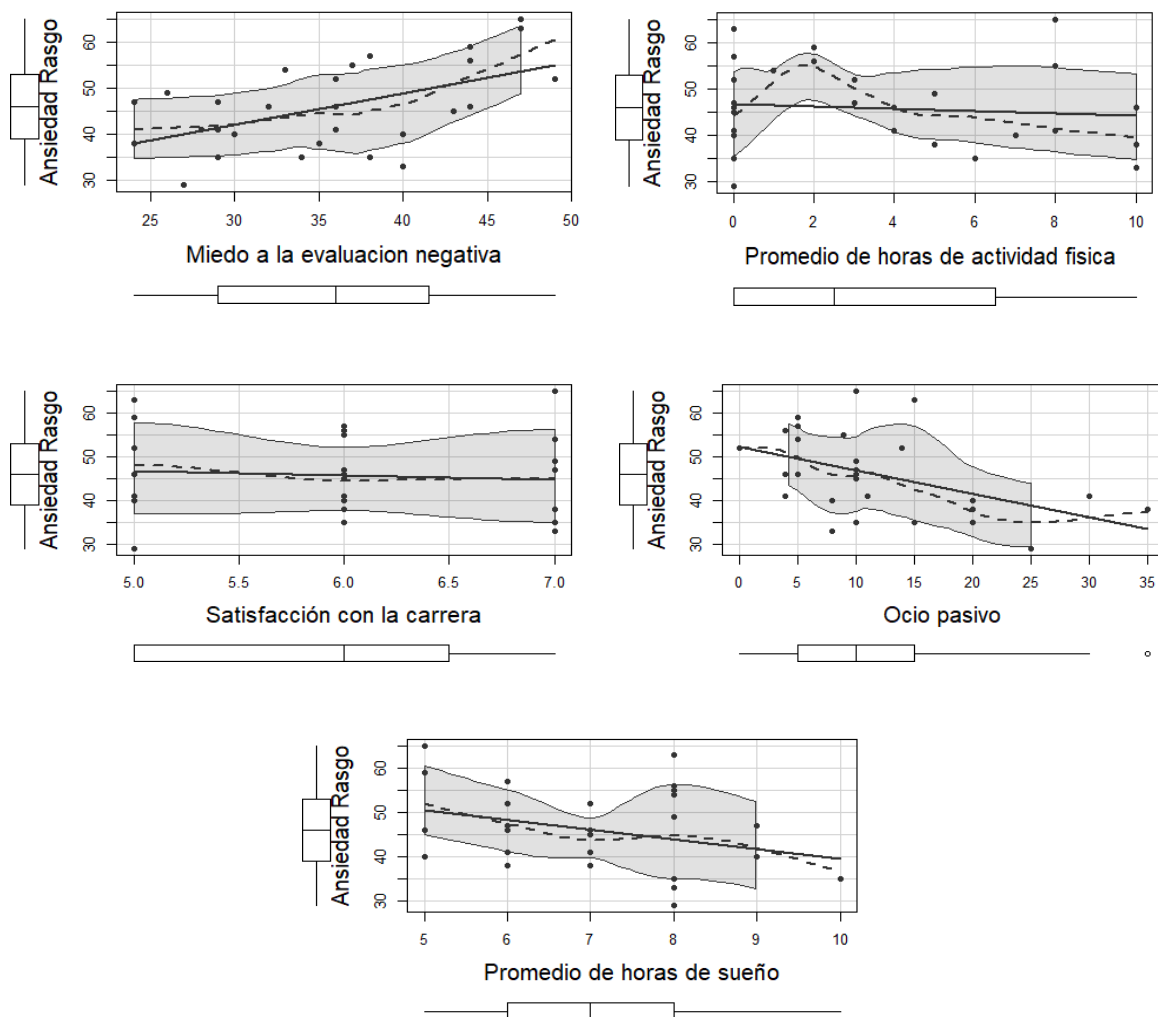 Ansiedad Rasgo
30 40 50 60
25 30 35 40 45 50
Miedo a la evaluacion negativa
Ansiedad Rasgo
30 40 50 60
0 2 4 6 8 10
Promedio de horas de actividad fisica
Ansiedad Rasgo
30 40 50 60
5.0 5.5 6.0 6.5 7.0
Satisfacción con la carrera
Ansiedad Rasgo
30 40 50 60
0 5 10 15 20 25 30 35
Ocio pasivo
Ansiedad Rasgo
30 40 50 60
5 6 7 8 9 10
Promedio de horas de sueño